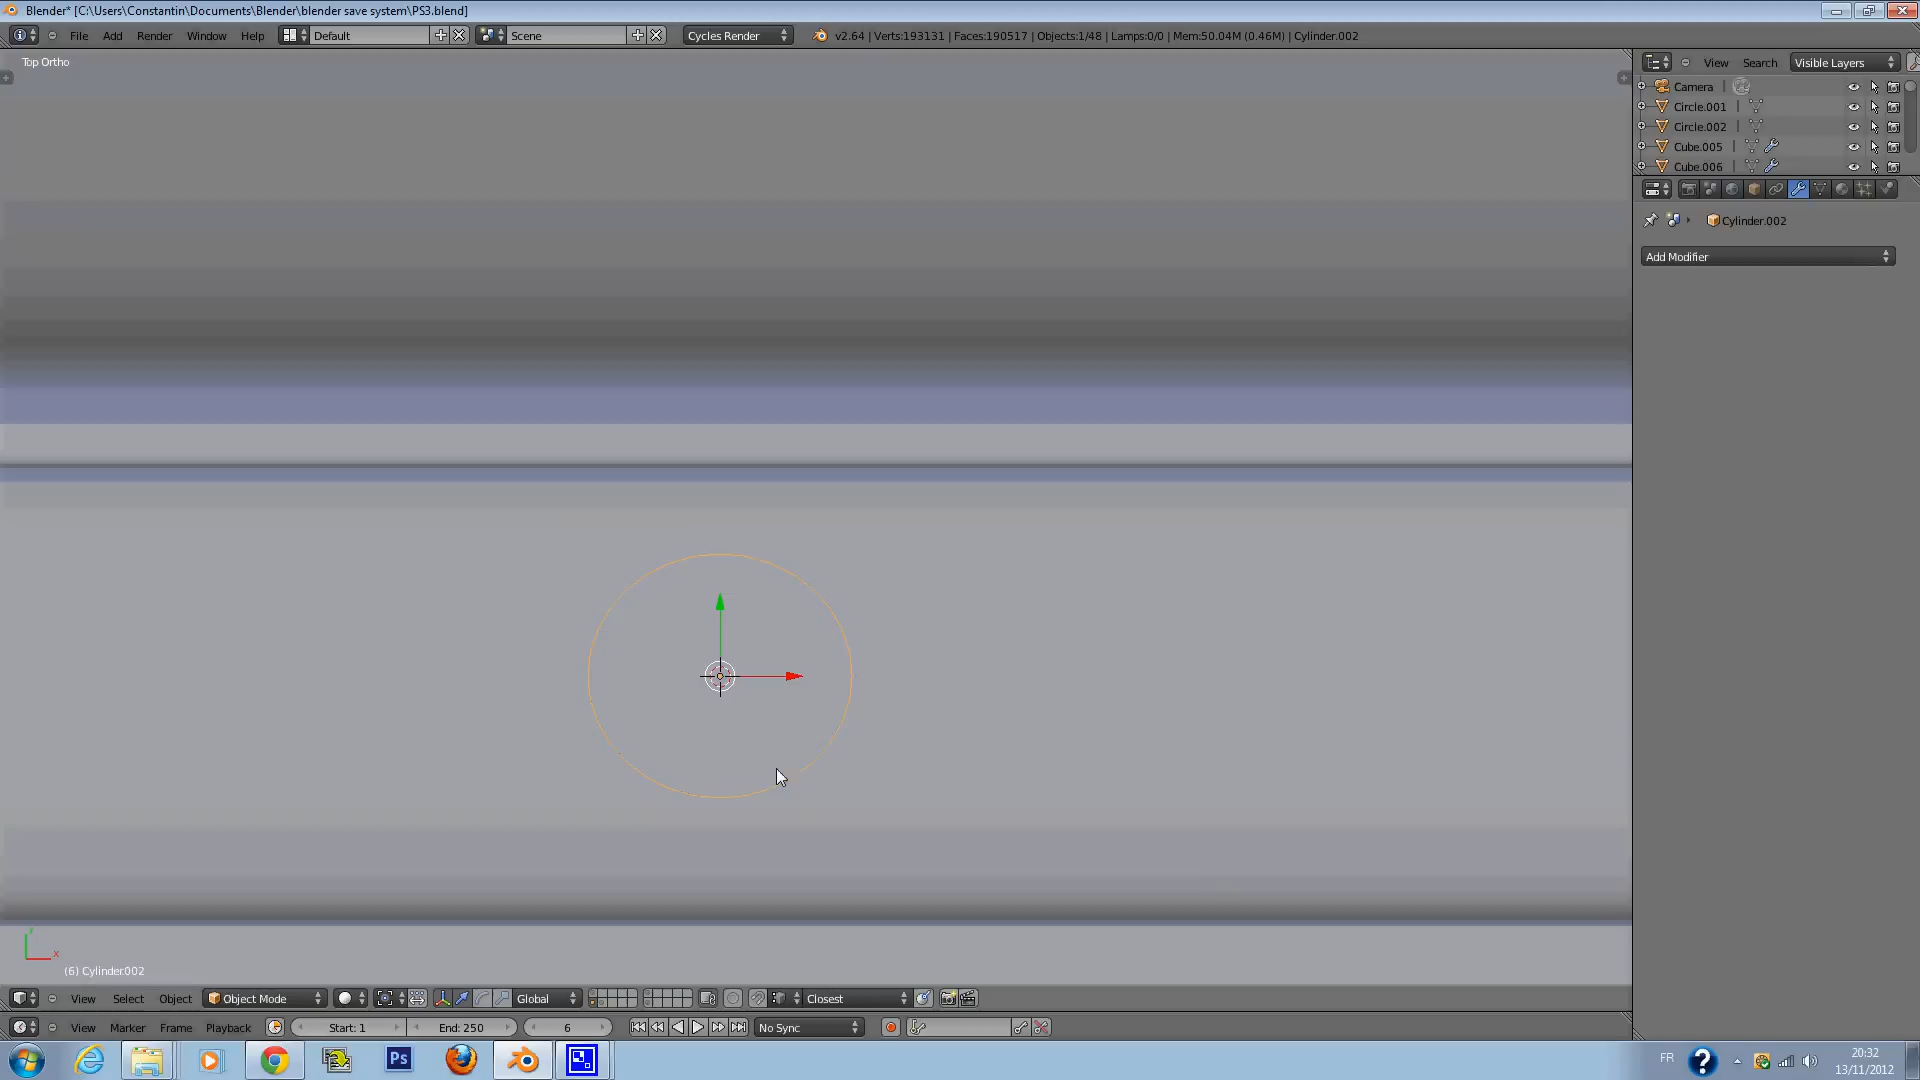 Blender* [C:\Users\Constantin\Documents\Blender\blender save system\PS3.blend]
File Add Render Window Help Default Scene Cycles Render v2.64 | Verts:193131 | Faces:190517 | Objects:1/48 | Lamps:0/0 | Mem:50.04M (0.46M) | Cylinder.002
Top Ortho
View Search Visible Layers
Camera
Circle.001
Circle.002
Cube.005
Cube.006
Cylinder.002
Add Modifier
y
x
(6) Cylinder.002
View Select Object Object Mode Global Closest
View Marker Frame Playback Start: 1 End: 250 6 No Sync
Ps FR ? 20:32
13/11/2012